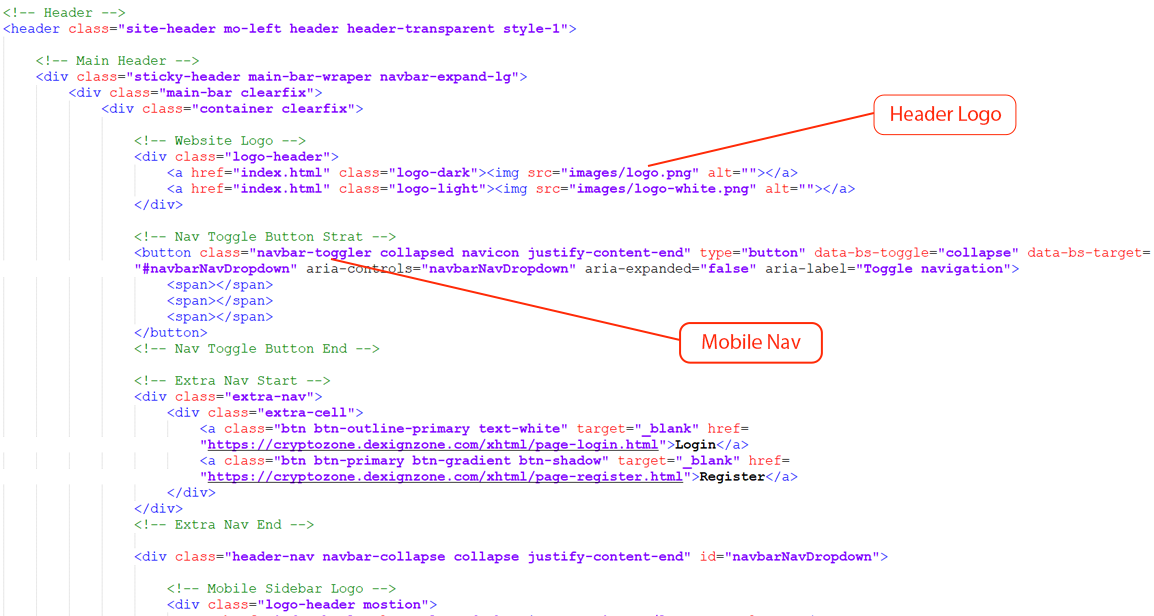 <!-- Header -->
<header class="site-header mo-left header header-transparent style-1">
<!-- Main Header -->
<div class="sticky-header main-bar-wraper navbar-expand-lg">
<div class="main-bar clearfix">
<div class="container clearfix">
Header Logo
<!-- Website Logo -->
<div class="logo-header">
<a href="index.html" class="logo-dark"><img src="images/logo.png" alt=""></a>
<a href="index.html" class="logo-light"><img src="images/logo-white.png" alt=""></a>
</div>
<!-- Nav Toggle Button Strat -->
<button class="navbar-toggler collapsed navicon justify-content-end" type="button" data-bs-toggle="collapse" data-bs-target=
"#navbarNavDropdown" aria-controls="navbarNavDropdown" aria-expanded="false" aria-label="Toggle navigation">
<span></span>
<span></span>
<span></span>
</button>
Mobile Nav
<!-- Nav Toggle Button End -->
<!-- Extra Nav Start -->
<div class="extra-nav">
<div class="extra-cell">
<a class="btn btn-outline-primary text-white" target="_blank" href=
"https://cryptozone.dexignzone.com/xhtml/page-login.html">Login</a>
<a class="btn btn-primary btn-gradient btn-shadow" target="_blank" href=
"https://cryptozone.dexignzone.com/xhtml/page-register.html">Register</a>
</div>
</div>
<!-- Extra Nav End -->
<div class="header-nav navbar-collapse collapse justify-content-end" id="navbarNavDropdown">
<!-- Mobile Sidebar Logo -->
<div class="logo-header mostion">